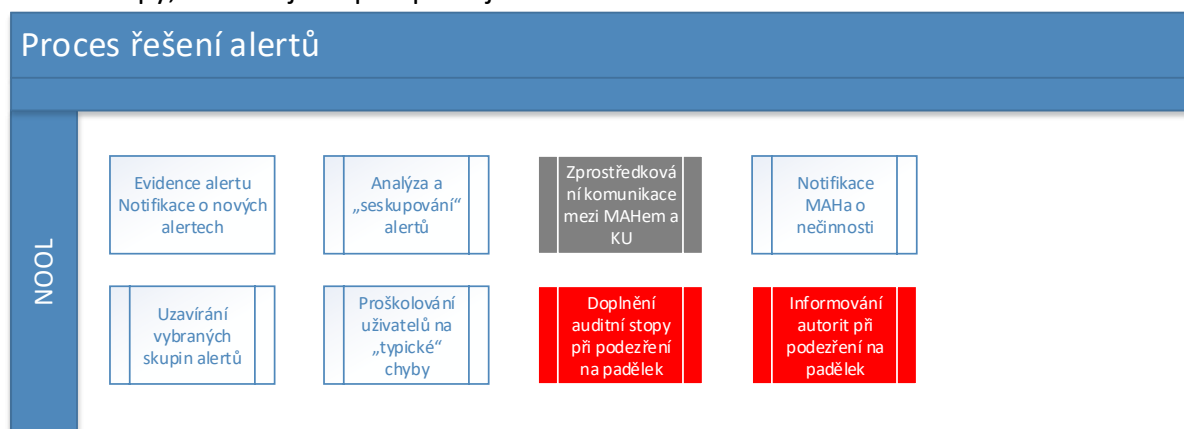 Proces řešení alertů
NOOL
Evidence alertu
Notifikace o nových
alertech
Analýza a
„seskupování“
alertů
Zprostředková
ní komunikace
mezi MAHem a
KU
Notifikace
MAHa o
nečinnosti
Uzavírání
vybraných
skupin alertů
Proškolování
uživatelů na
„typické“
chyby
Doplnění
auditní stopy
při podezření
na padělek
Informování
autorit při
podezření na
padělek